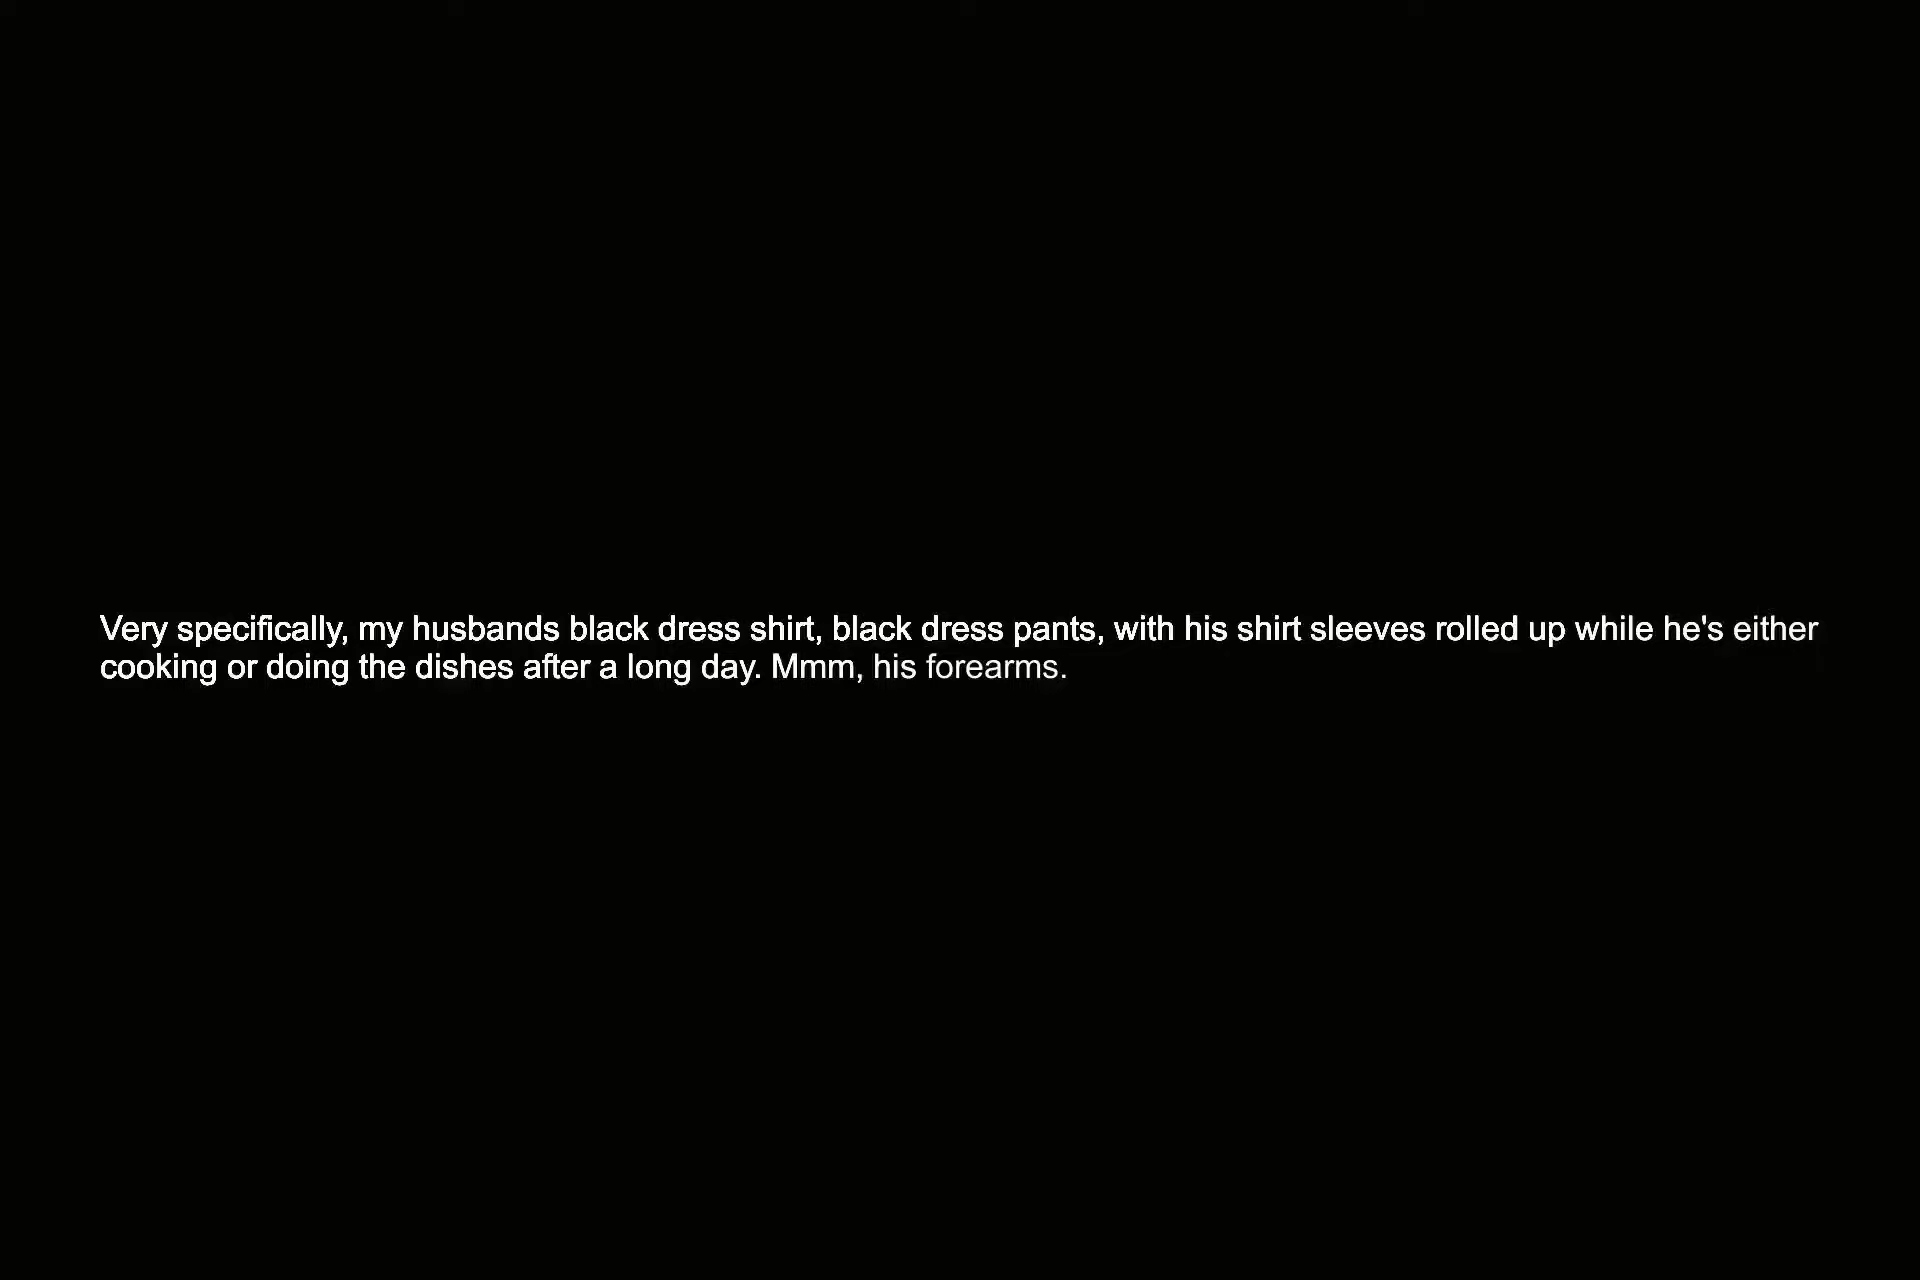 Very specifically, my husbands black dress shirt, black dress pants, with his shirt sleeves rolled up while he's either
cooking or doing the dishes after a long day. Mmm, his forearms.